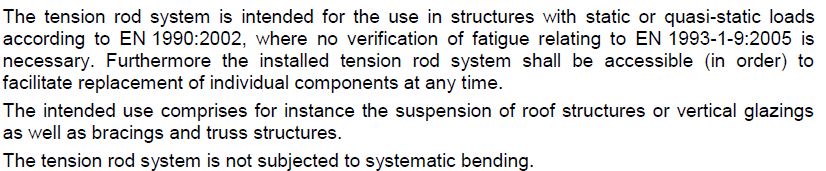 The tension rod system is intended for the use in structures with static or quasi-static loads
according to EN 1990:2002, where no verification of fatigue relating to EN 1993-1-9:2005 is
necessary. Furthermore the installed tension rod system shall be accessible (in order) to
facilitate replacement of individual components at any time.
The intended use comprises for instance the suspension of roof structures or vertical glazings
as well as bracings and truss structures.
The tension rod system is not subjected to systematic bending.